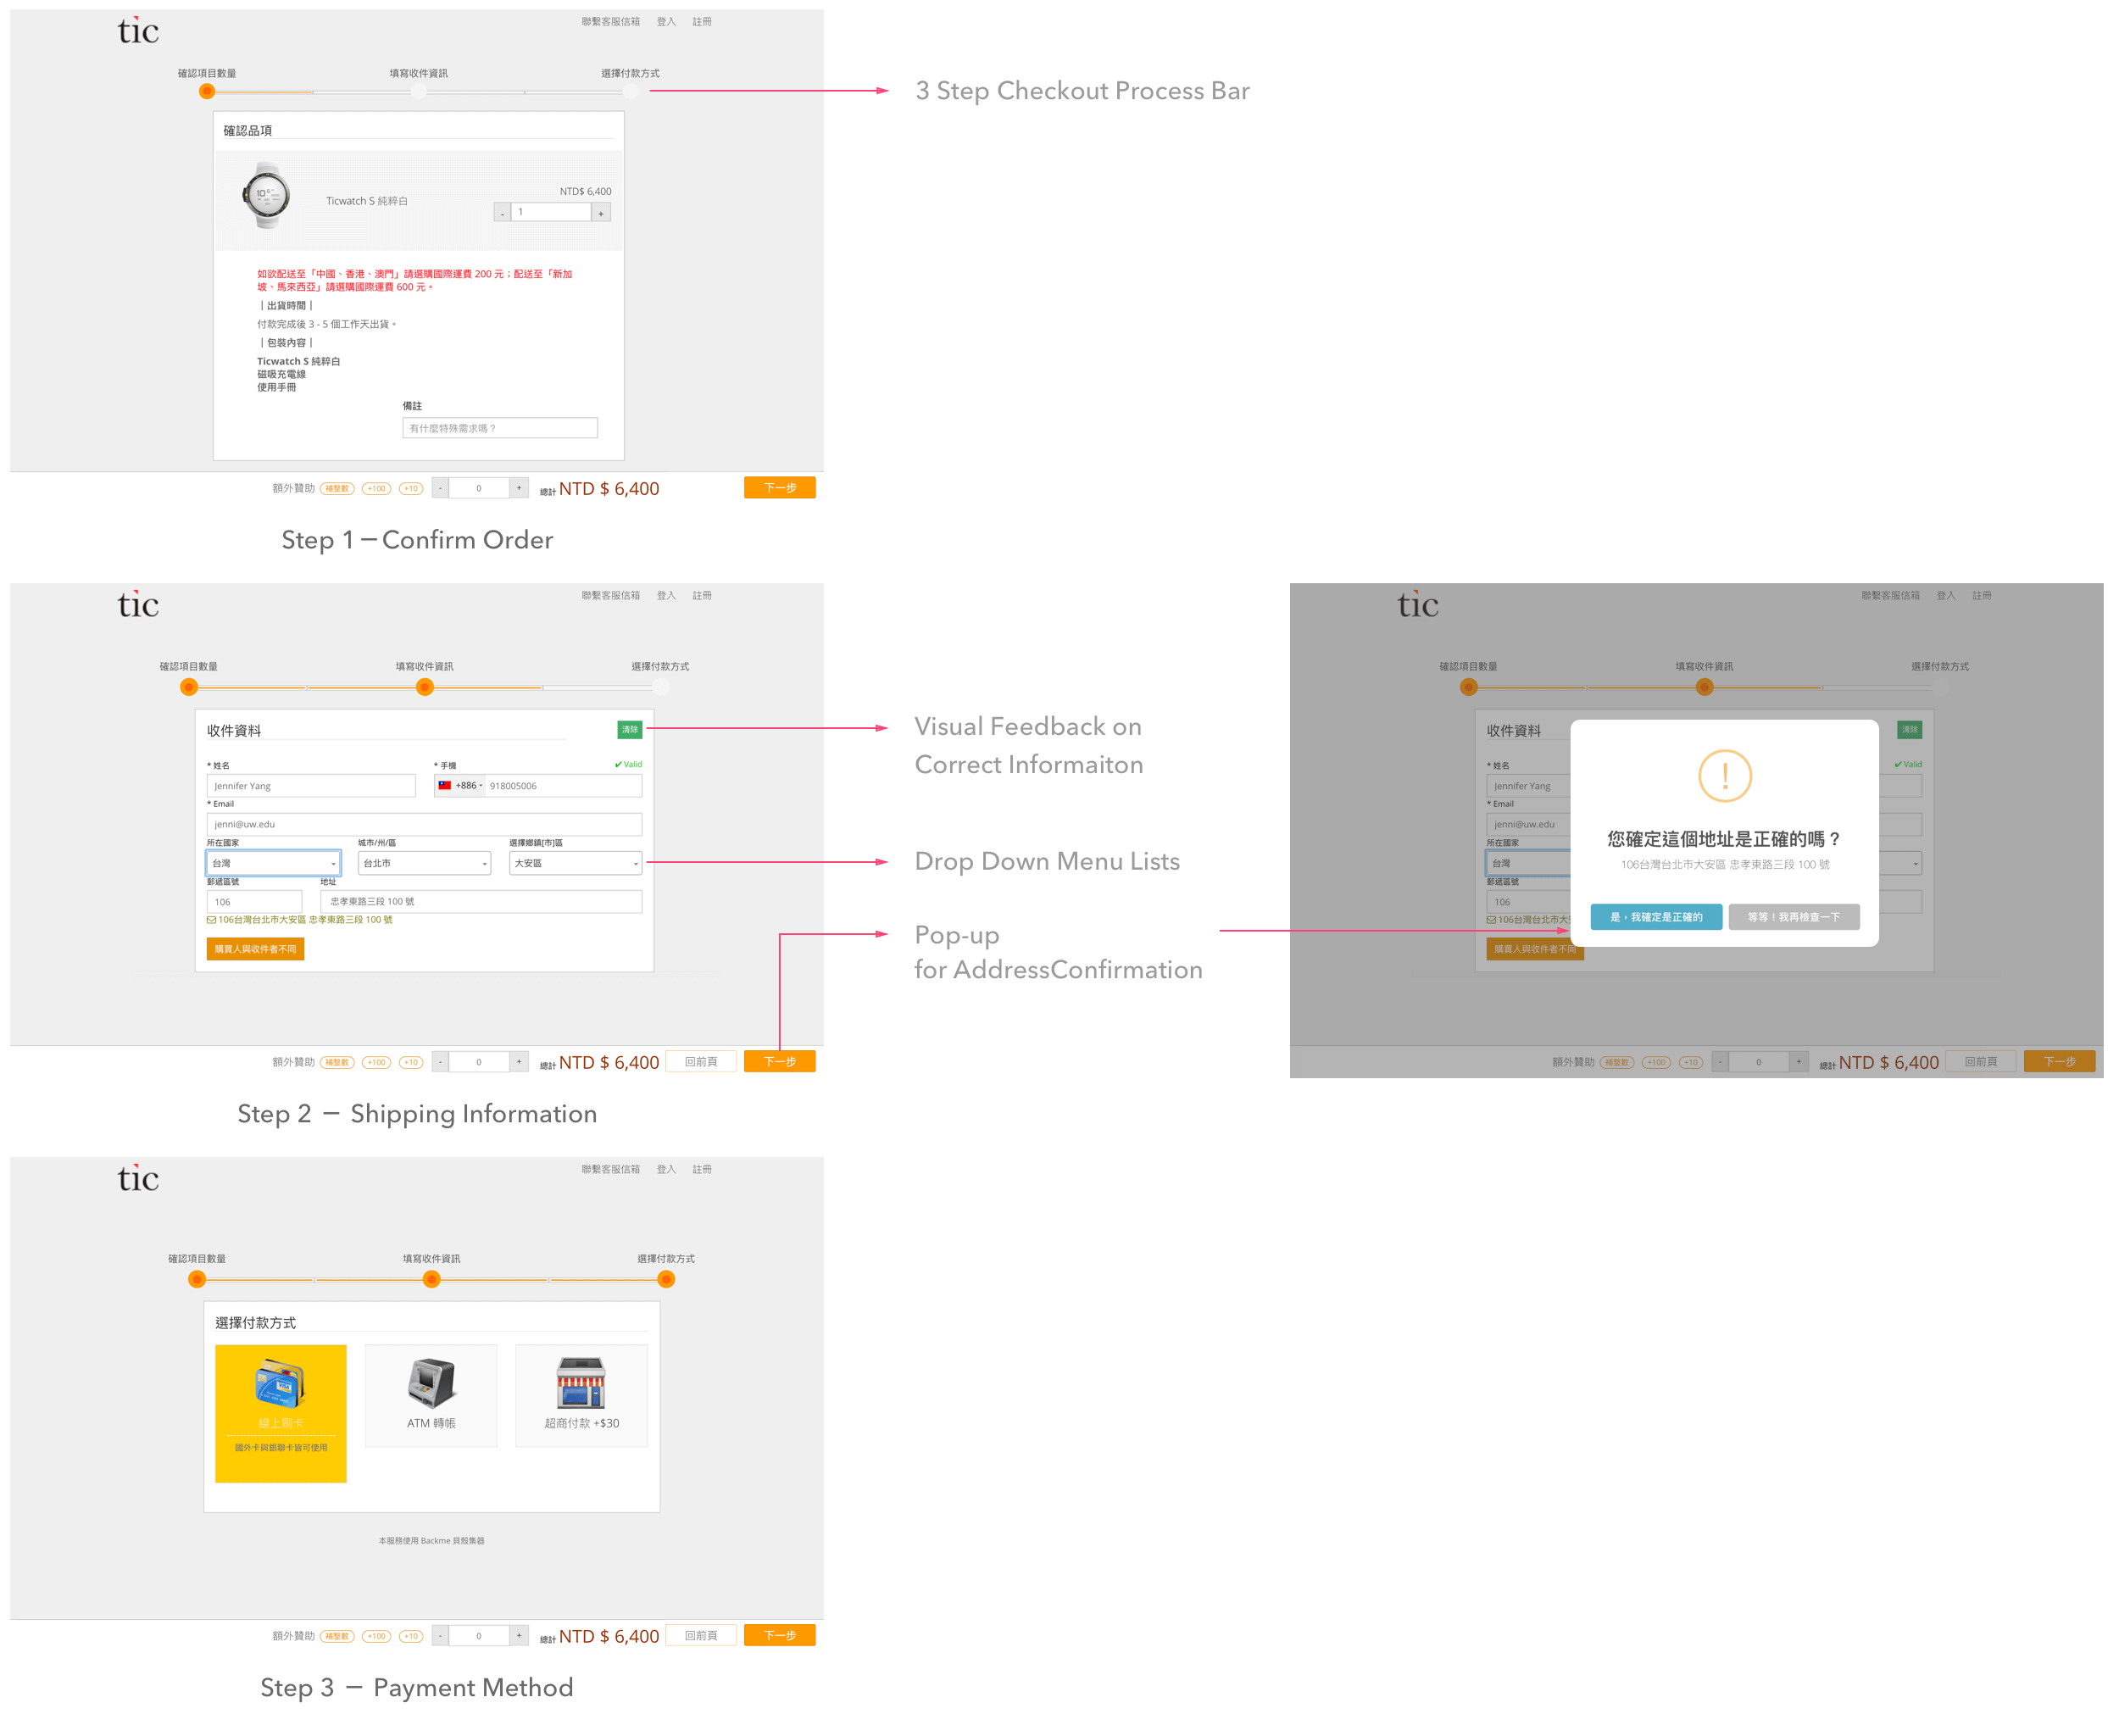 tic
聯繫客服信箱 登入 註冊
確認項目數量 填寫收件資訊 選擇付款方式
3 Step Checkout Process Bar
確認品項
NTD$ 6,400
Ticwatch S 純粹白
- 1 +
如欲配送至「中國、香港、澳門」請選購國際運費 200 元；配送至「新加
坡、馬來西亞」請選購國際運費 600 元。
｜出貨時間｜
付款完成後 3 - 5 個工作天出貨。
｜包裝內容｜
Ticwatch S 純粹白
磁吸充電線
使用手冊
備註
有什麼特殊需求嗎？
額外贊助 補整數 +100 +10 - 0 + 總計 NTD $ 6,400 下一步
Step 1－Confirm Order
tic
聯繫客服信箱 登入 註冊
確認項目數量 填寫收件資訊 選擇付款方式
收件資料 清除
* 姓名 * 手機 ✔ Valid
Jennifer Yang +886 918005006
* Email
jenni@uw.edu
所在國家 城市/州/區 選擇鄉鎮[市]區
台灣 台北市 大安區
郵遞區號 地址
106 忠孝東路三段 100 號
106台灣台北市大安區 忠孝東路三段 100 號
購買人與收件者不同
額外贊助 補整數 +100 +10 - 0 + 總計 NTD $ 6,400 回前頁 下一步
Step 2 － Shipping Information
Visual Feedback on
Correct Informaiton
Drop Down Menu Lists
Pop-up
for AddressConfirmation
tic
聯繫客服信箱 登入 註冊
確認項目數量 填寫收件資訊 選擇付款方式
收件資料 清除
* 姓名 ✔ Valid
Jennifer Yang
* Email
jenni@uw.edu
所在國家
台灣
郵遞區號
106
106台灣台北市大安
購買人與收件者不同
!
您確定這個地址是正確的嗎？
106台灣台北市大安區 忠孝東路三段 100 號
是，我確定是正確的 等等！我再檢查一下
額外贊助 補整數 +100 +10 - 0 + 總計 NTD $ 6,400 回前頁 下一步
tic
聯繫客服信箱 登入 註冊
確認項目數量 填寫收件資訊 選擇付款方式
選擇付款方式
線上刷卡 ATM 轉帳 超商付款 +$30
國外卡與銀聯卡皆可使用
本服務使用 Backme 貝殼集器
額外贊助 補整數 +100 +10 - 0 + 總計 NTD $ 6,400 回前頁 下一步
Step 3 － Payment Method